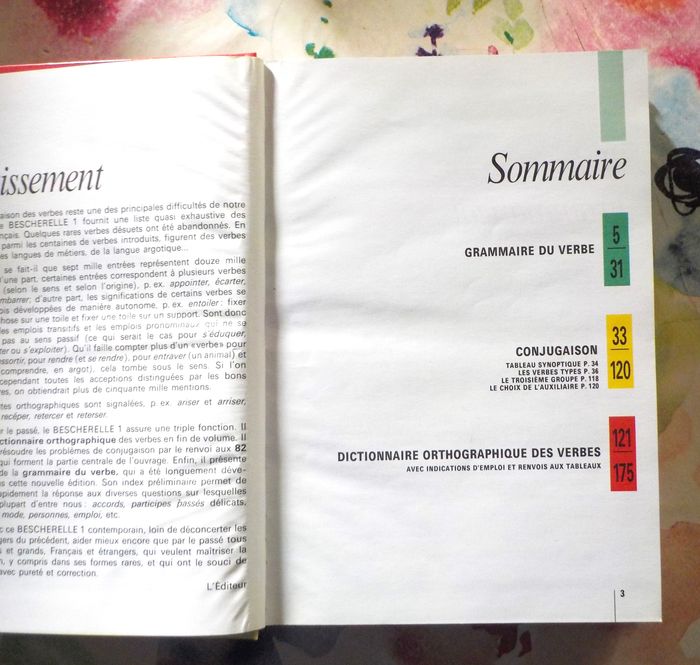 issement
aison des verbes reste une des principales difficultés de notre
e BESCHERELLE 1 fournit une liste quasi exhaustive des
nçais. Quelques rares verbes désuets ont été abandonnés. En
parmi les centaines de verbes introduits, figurent des verbes
es langues de métiers, de la langue argotique...
se fait-il que sept mille entrées représentent douze mille
d'une part, certaines entrées correspondent à plusieurs verbes
(selon le sens et selon l'origine), p. ex. appointer, écarter,
embarrer; d'autre part, les significations de certains verbes se
ois développées de manière autonome, p. ex. entoiler : fixer
hose sur une toile et fixer une toile sur un support. Sont donc
les emplois transitifs et les emplois pronominaux qui ne se
pas au sens passif (ce qui serait le cas pour s'éduquer,
ter ou s'exploiter). Qu'il faille compter plus d'un « verbe » pour
ressortir, pour rendre (et se rendre), pour entraver (un animal) et
comprendre, en argot), cela tombe sous le sens. Si l'on
cependant toutes les acceptions distinguées par les bons
res, on obtiendrait plus de cinquante mille mentions.
tes orthographiques sont signalées, p. ex. ariser et arriser,
recéper, retercer et reterser.
r le passé, le BESCHERELLE 1 assure une triple fonction. Il
ctionnaire orthographique des verbes en fin de volume. Il
résoudre les problèmes de conjugaison par le renvoi aux 82
qui forment la partie centrale de l'ouvrage. Enfin, il présente
de la grammaire du verbe, qui a été longuement déve-
s cette nouvelle édition. Son index préliminaire permet de
rapidement la réponse aux diverses questions sur lesquelles
plupart d'entre nous : accords, participes passés délicats,
mode, personnes, emploi, etc.
c ce BESCHERELLE 1 contemporain, loin de déconcerter les
gers du précédent, aider mieux encore que par le passé tous
s et grands, Français et étrangers, qui veulent maîtriser la
n, y compris dans ses formes rares, et qui ont le souci de
avec pureté et correction.
L'Éditeur
Sommaire
GRAMMAIRE DU VERBE
5
31
CONJUGAISON
TABLEAU SYNOPTIQUE P. 34
LES VERBES TYPES P. 36
LE TROISIÈME GROUPE P. 118
LE CHOIX DE L'AUXILIAIRE P. 120
33
120
DICTIONNAIRE ORTHOGRAPHIQUE DES VERBES
AVEC INDICATIONS D'EMPLOI ET RENVOIS AUX TABLEAUX
121
175
3